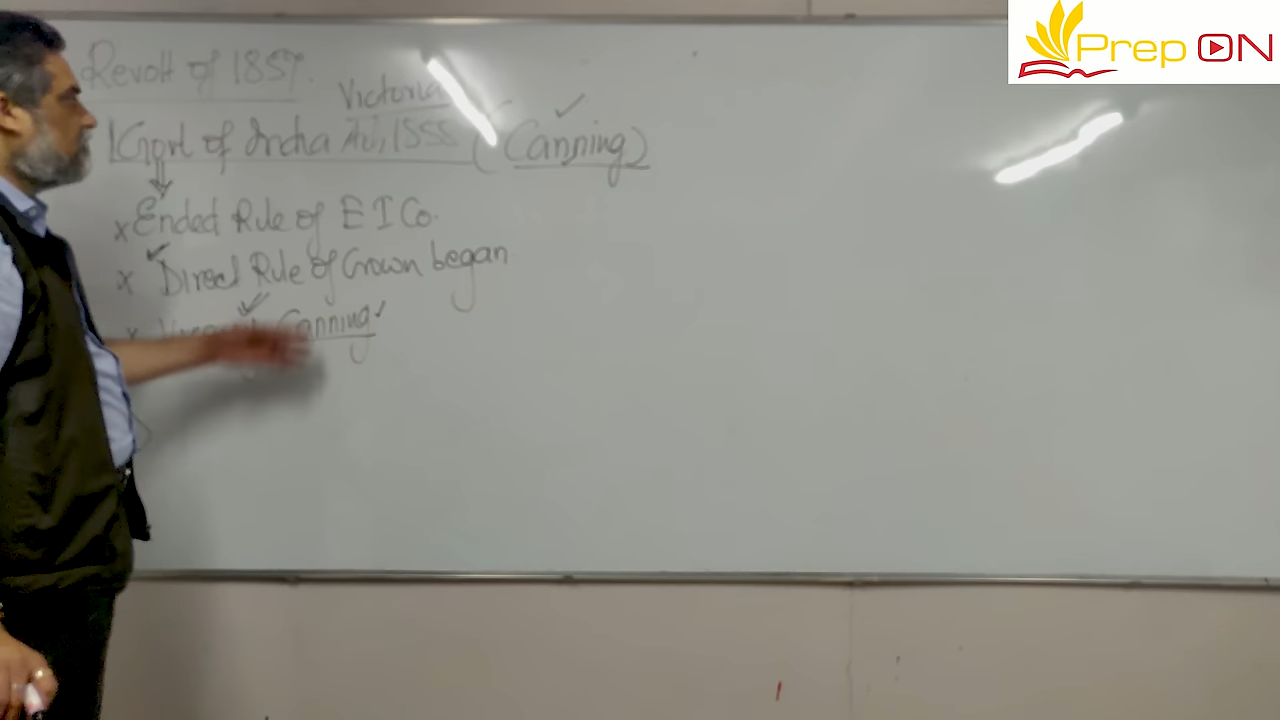 Prep ON
Revolt of 1857.
Victoria
Govt of India Act, 1858 (Canning)
x Ended Rule of E I Co.
x Direct Rule of Crown began
x Canning